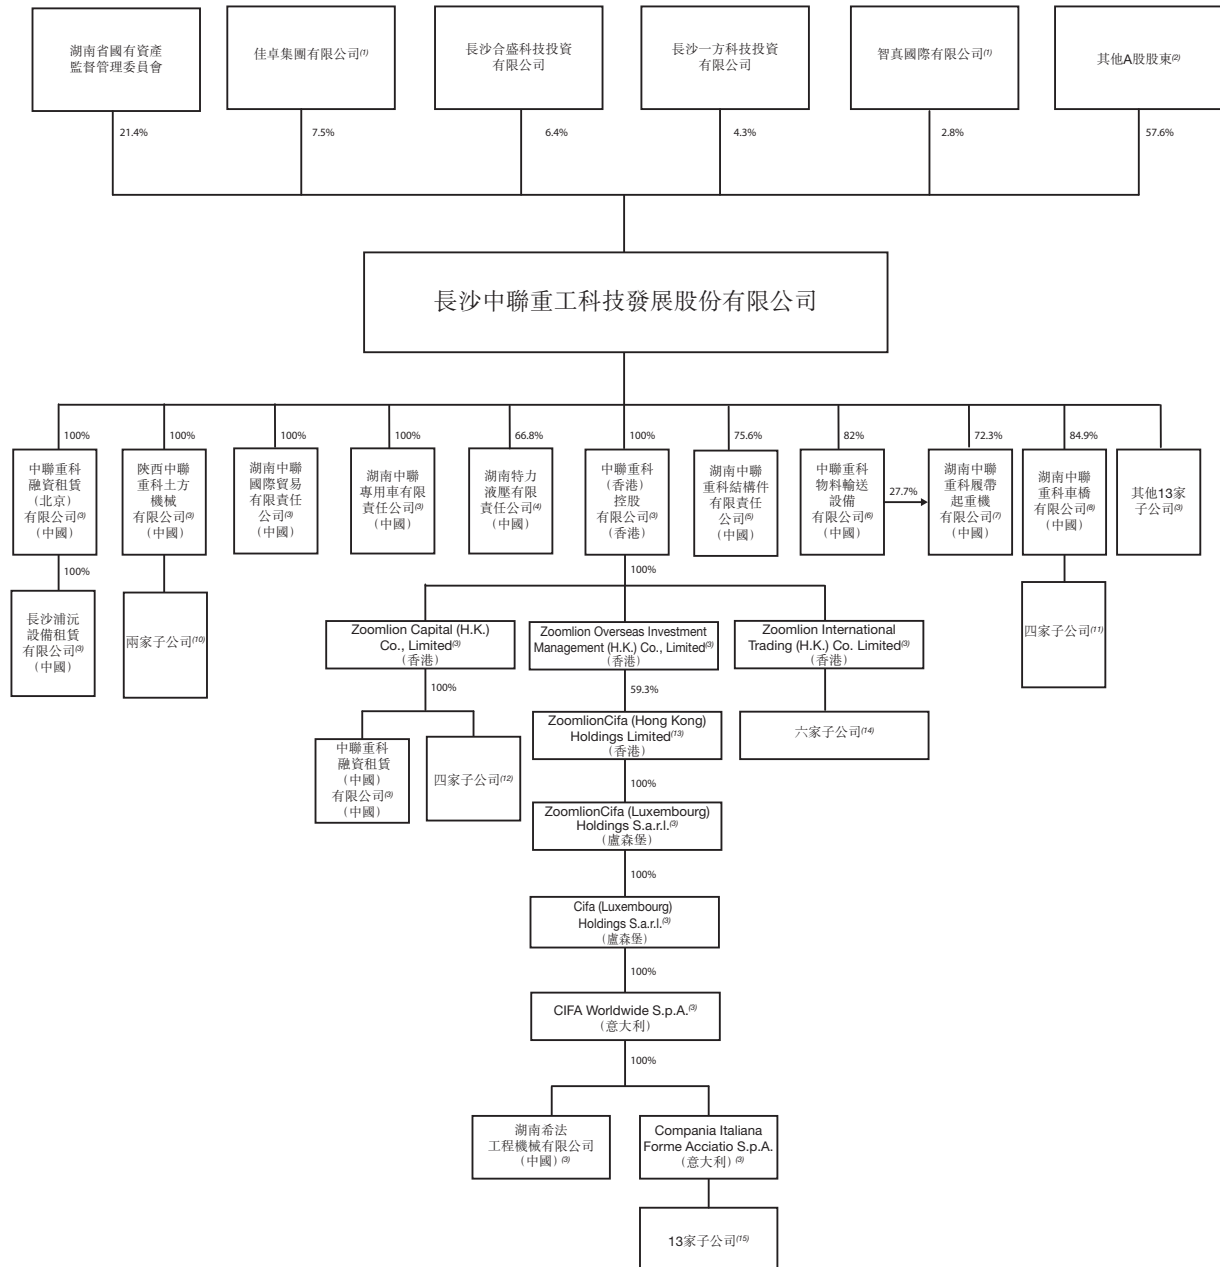 湖南省國有資產
監督管理委員會
佳卓集團有限公司(1)
長沙合盛科技投資
有限公司
長沙一方科技投資
有限公司
智真國際有限公司(1)
其他A股股東(2)
21.4%
7.5%
6.4%
4.3%
2.8%
57.6%
長沙中聯重工科技發展股份有限公司
100%
100%
100%
100%
66.8%
100%
75.6%
82%
72.3%
84.9%
中聯重科
融資租賃
(北京)
有限公司(3)
(中國)
陝西中聯
重科土方
機械
有限公司(3)
(中國)
湖南中聯
國際貿易
有限責任
公司(3)
(中國)
湖南中聯
專用車有限
責任公司(3)
(中國)
湖南特力
液壓有限
責任公司(4)
(中國)
中聯重科
(香港)
控股
有限公司(3)
(香港)
湖南中聯
重科結構件
有限責任
公司(5)
(中國)
中聯重科
物料輸送
設備
有限公司(6)
(中國)
27.7%
湖南中聯
重科履帶
起重機
有限公司(7)
(中國)
湖南中聯
重科車橋
有限公司(8)
(中國)
其他13家
子公司(3)
100%
100%
長沙浦沅
設備租賃
有限公司(3)
(中國)
兩家子公司(10)
Zoomlion Capital (H.K.)
Co., Limited(3)
(香港)
Zoomlion Overseas Investment
Management (H.K.) Co., Limited(3)
(香港)
Zoomlion International
Trading (H.K.) Co. Limited(3)
(香港)
四家子公司(11)
100%
59.3%
中聯重科
融資租賃
(中國)
有限公司(3)
(中國)
四家子公司(12)
ZoomlionCifa (Hong Kong)
Holdings Limited(13)
(香港)
六家子公司(14)
100%
ZoomlionCifa (Luxembourg)
Holdings S.a.r.l.(3)
(盧森堡)
100%
Cifa (Luxembourg)
Holdings S.a.r.l.(3)
(盧森堡)
100%
CIFA Worldwide S.p.A.(3)
(意大利)
100%
湖南希法
工程機械有限公司
(中國)(3)
Compania Italiana
Forme Acciatio S.p.A.
(意大利)(3)
13家子公司(15)